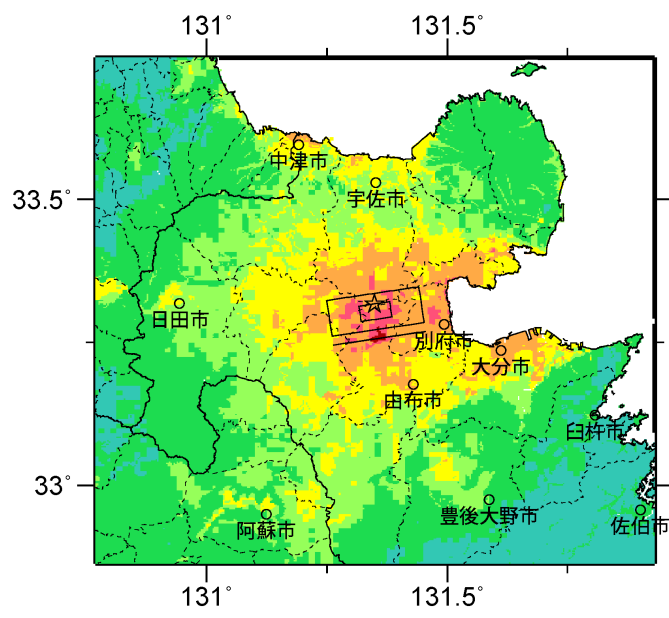 131° 131.5°
中津市
33.5° 宇佐市
日田市
別府市
大分市
由布市
臼杵市
33°
豊後大野市
阿蘇市 佐伯市
131° 131.5°